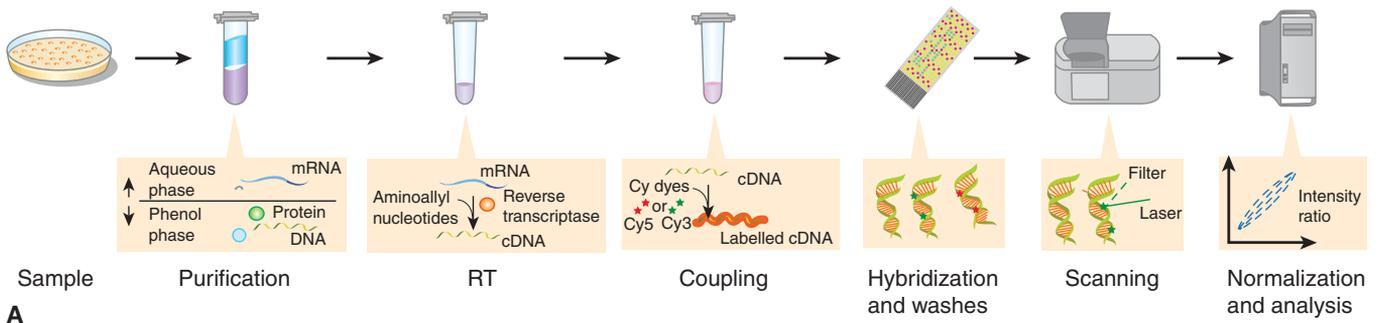 Aqueous
phase
mRNA
Phenol
phase
Protein
DNA
mRNA
Aminoallyl
nucleotides
Reverse
transcriptase
cDNA
cDNA
Cy dyes
or
Cy5 Cy3
Labelled cDNA
Filter
Laser
Intensity
ratio
Sample
Purification
RT
Coupling
Hybridization
and washes
Scanning
Normalization
and analysis
A